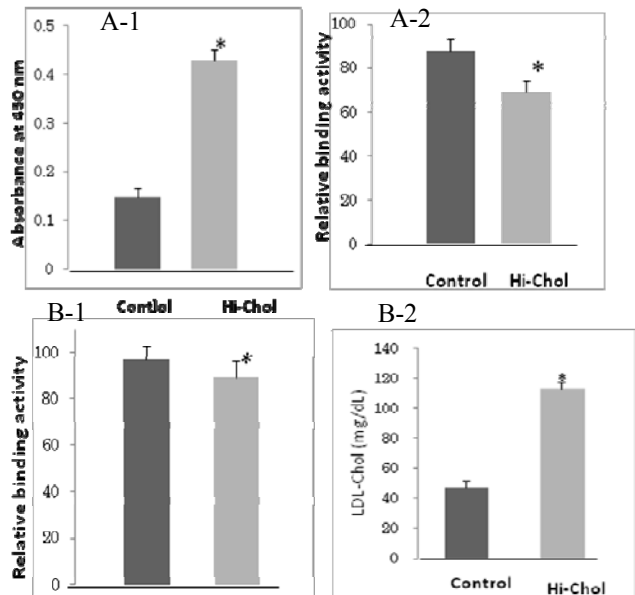 A-1
0.5
0.4
0.3
0.2
0.1
0
Absorbance at 450 nm
*
Control Hi-Chol
A-2
100
80
60
40
20
0
Relative binding activity
*
Control Hi-Chol
B-1
100
80
60
40
20
0
Relative binding activity
*
B-2
140
120
100
80
60
40
20
0
LDL-Chol (mg/dL)
*
Control Hi-Chol